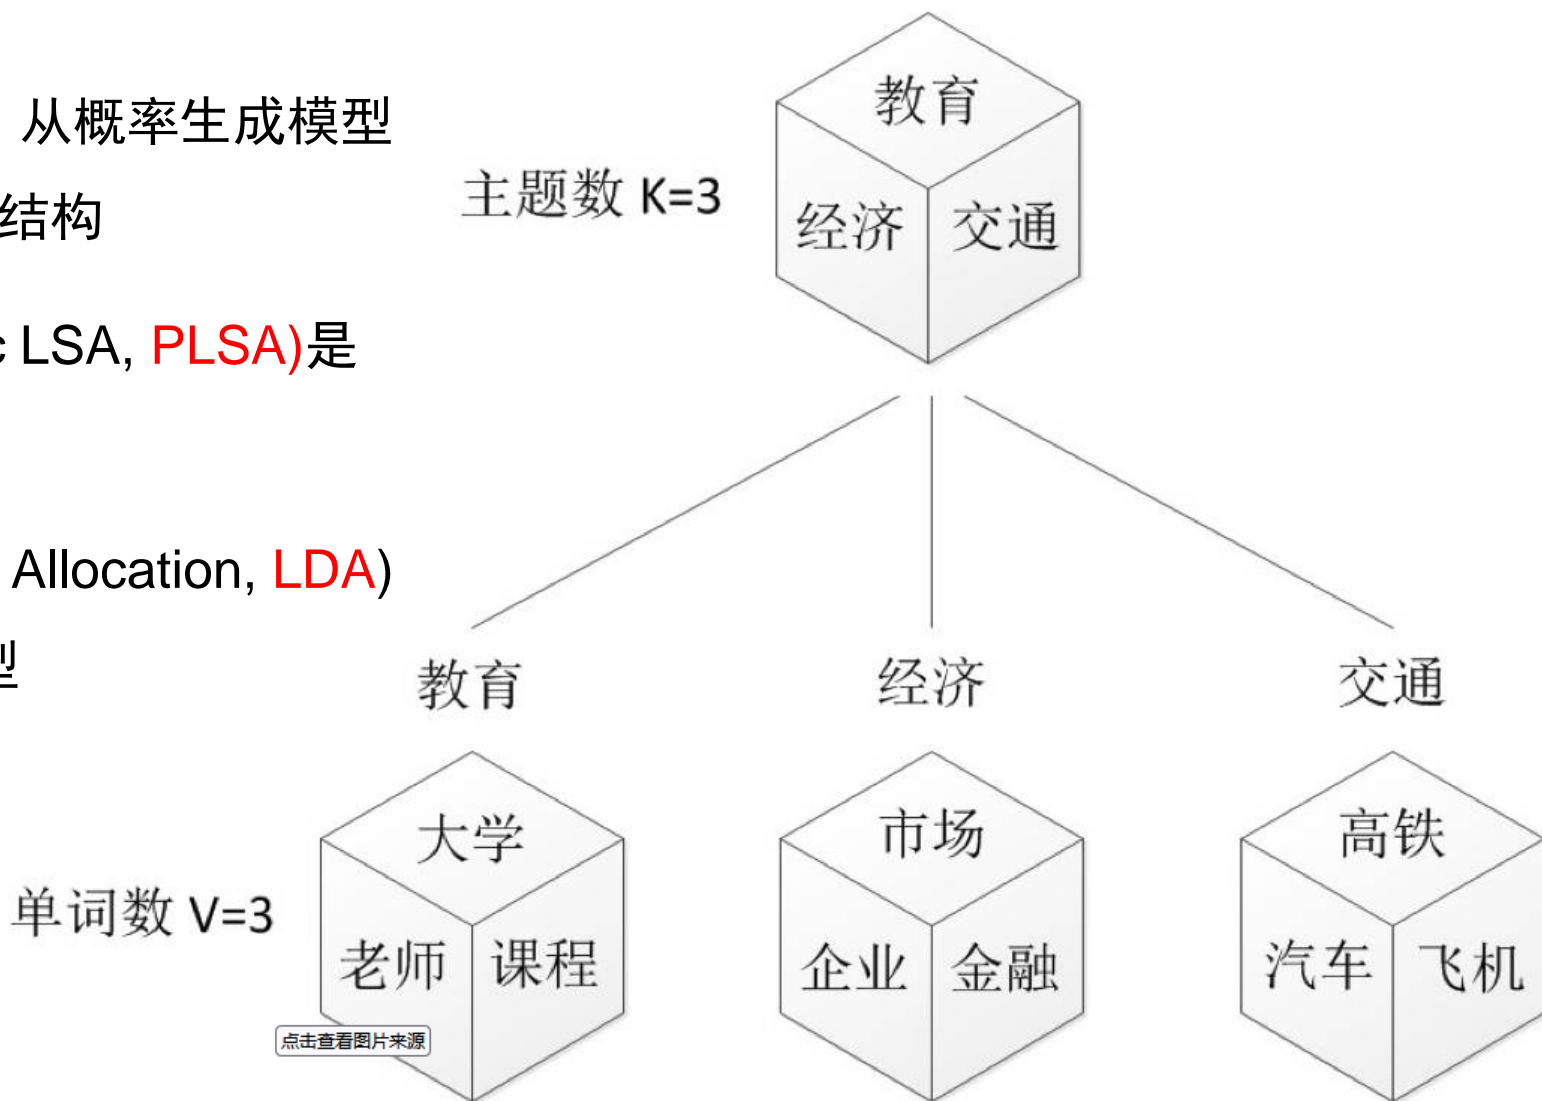 从概率生成模型
结构
c LSA, PLSA)是
Allocation, LDA)
型
主题数 K=3
教育
经济 交通
教育 经济 交通
单词数 V=3
大学
老师 课程
市场
企业 金融
高铁
汽车 飞机
点击查看图片来源